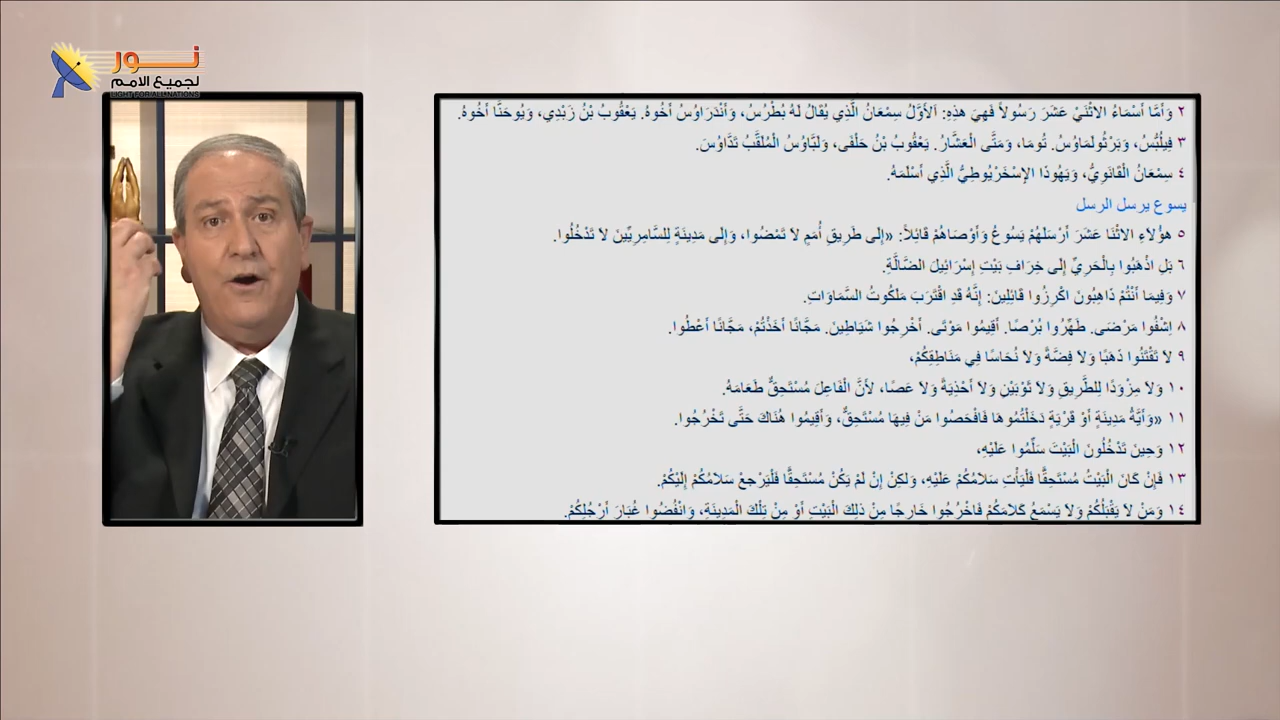 نور
لجميع الامم
LIGHT FOR ALL NATIONS
٢ وَأَمَّا أَسْمَاءُ الاثْنَيْ عَشَرَ رَسُولاً فَهِيَ هذِهِ: اَلأَوَّلُ سِمْعَانُ الَّذِي يُقَالُ لَهُ بُطْرُسُ، وَأَنْدَرَاوُسُ أَخُوهُ. يَعْقُوبُ بْنُ زَبْدِي، وَيُوحَنَّا أَخُوهُ.
٣ فِيلُبُّسُ، وَبَرْثُولَمَاوُسُ. تُومَا، وَمَتَّى الْعَشَّارُ. يَعْقُوبُ بْنُ حَلْفَى، وَلَبَّاوُسُ الْمُلَقَّبُ تَدَّاوُسَ.
٤ سِمْعَانُ الْقَانَوِيُّ، وَيَهُوذَا الإِسْخَرْيُوطِيُّ الَّذِي أَسْلَمَهُ.
يسوع يرسل الرسل
٥ هؤُلاَءِ الاثْنَا عَشَرَ أَرْسَلَهُمْ يَسُوعُ وَأَوْصَاهُمْ قَائِلاً: «إِلَى طَرِيقِ أُمَمٍ لاَ تَمْضُوا، وَإِلَى مَدِينَةٍ لِلسَّامِرِيِّينَ لاَ تَدْخُلُوا.
٦ بَلِ اذْهَبُوا بِالْحَرِيِّ إِلَى خِرَافِ بَيْتِ إِسْرَائِيلَ الضَّالَّةِ.
٧ وَفِيمَا أَنْتُمْ ذَاهِبُونَ اكْرِزُوا قَائِلِينَ: إِنَّهُ قَدِ اقْتَرَبَ مَلَكُوتُ السَّمَاوَاتِ.
٨ اِشْفُوا مَرْضَى. طَهِّرُوا بُرْصًا. أَقِيمُوا مَوْتَى. أَخْرِجُوا شَيَاطِينَ. مَجَّانًا أَخَذْتُمْ، مَجَّانًا أَعْطُوا.
٩ لاَ تَقْتَنُوا ذَهَبًا وَلاَ فِضَّةً وَلاَ نُحَاسًا فِي مَنَاطِقِكُمْ،
١٠ وَلاَ مِزْوَدًا لِلطَّرِيقِ وَلاَ ثَوْبَيْنِ وَلاَ أَحْذِيَةً وَلاَ عَصًا، لأَنَّ الْفَاعِلَ مُسْتَحِقٌّ طَعَامَهُ.
١١ «وَأَيَّةُ مَدِينَةٍ أَوْ قَرْيَةٍ دَخَلْتُمُوهَا فَافْحَصُوا مَنْ فِيهَا مُسْتَحِقٌّ، وَأَقِيمُوا هُنَاكَ حَتَّى تَخْرُجُوا.
١٢ وَحِينَ تَدْخُلُونَ الْبَيْتَ سَلِّمُوا عَلَيْهِ،
١٣ فَإِنْ كَانَ الْبَيْتُ مُسْتَحِقًّا فَلْيَأْتِ سَلاَمُكُمْ عَلَيْهِ، وَلكِنْ إِنْ لَمْ يَكُنْ مُسْتَحِقًّا فَلْيَرْجِعْ سَلاَمُكُمْ إِلَيْكُمْ.
١٤ وَمَنْ لاَ يَقْبَلُكُمْ وَلاَ يَسْمَعُ كَلاَمَكُمْ فَاخْرُجُوا خَارِجًا مِنْ ذلِكَ الْبَيْتِ أَوْ مِنْ تِلْكَ الْمَدِينَةِ، وَانْفُضُوا غُبَارَ أَرْجُلِكُمْ.